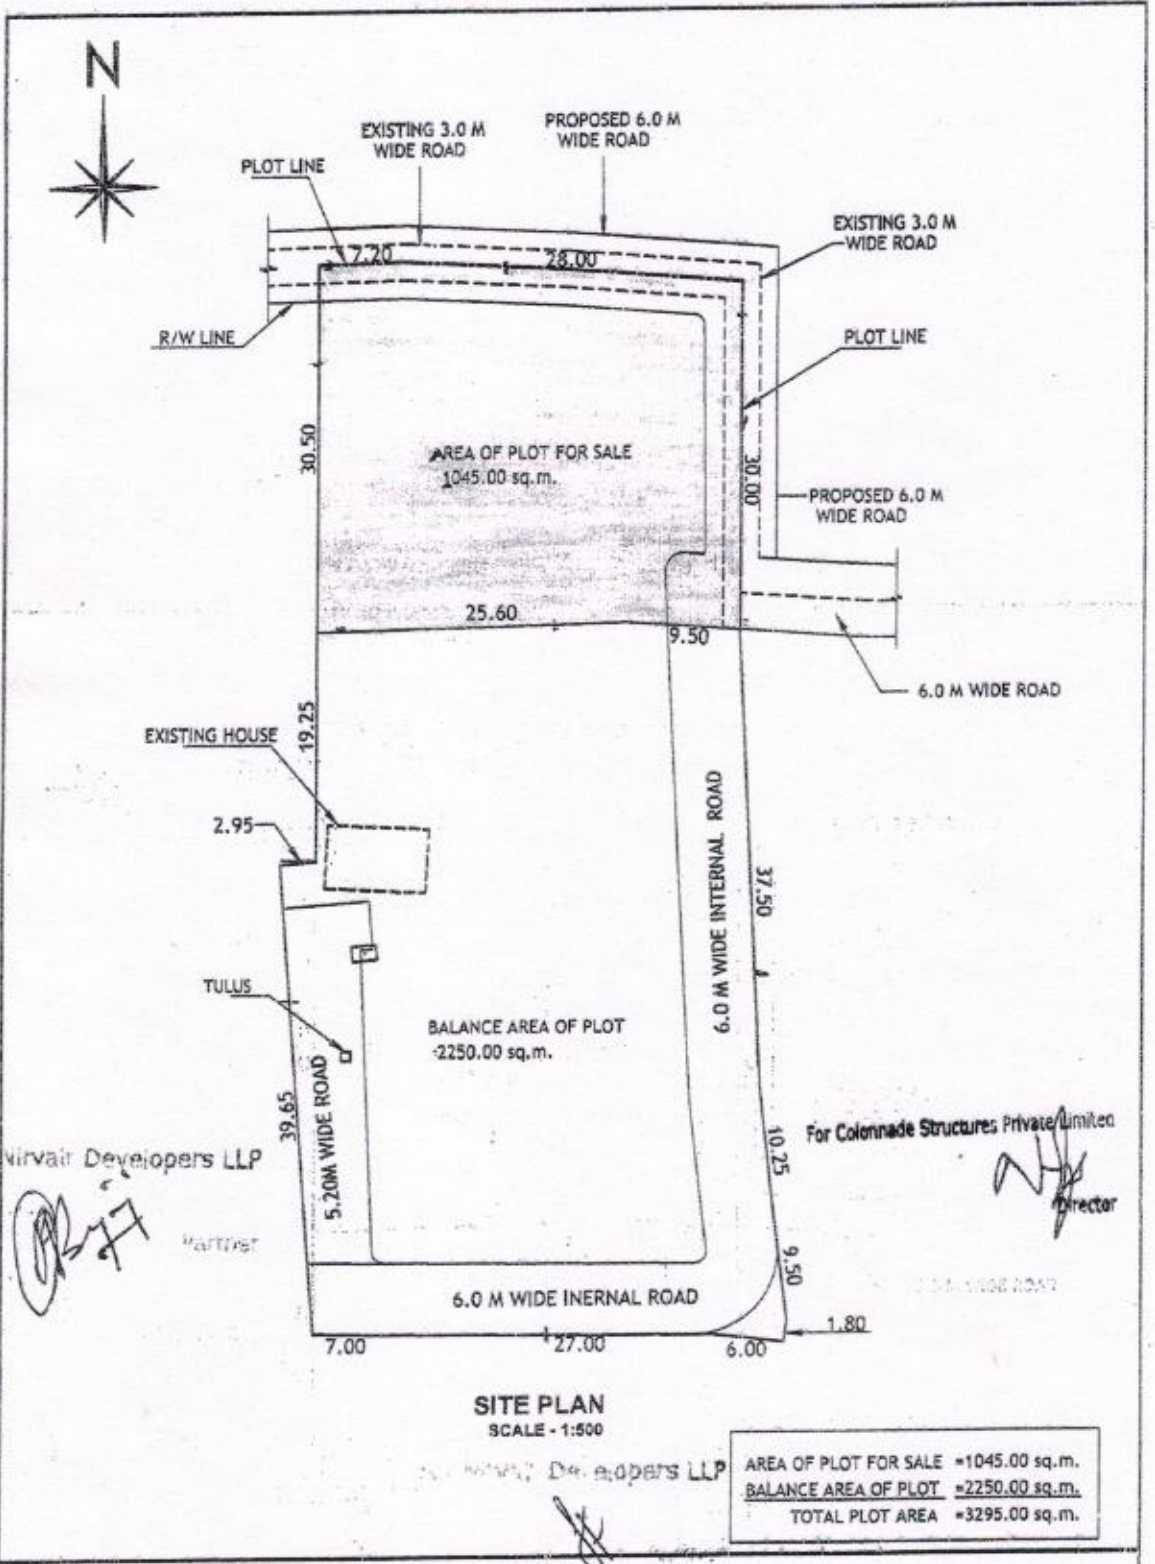 N
EXISTING 3.0 M
WIDE ROAD
PROPOSED 6.0 M
WIDE ROAD
PLOT LINE
EXISTING 3.0 M
WIDE ROAD
7.20
28.00
R/W LINE
PLOT LINE
30.50
AREA OF PLOT FOR SALE
1045.00 sq.m.
30.00
PROPOSED 6.0 M
WIDE ROAD
25.60
9.50
6.0 M WIDE ROAD
19.25
EXISTING HOUSE
2.95
6.0 M WIDE INTERNAL ROAD
37.50
TULUS
BALANCE AREA OF PLOT
2250.00 sq.m.
39.65
5.20M WIDE ROAD
10.25
For Colonnade Structures Private Limited
Director
Nirvair Developers LLP
Partner
9.50
6.0 M WIDE INERNAL ROAD
1.80
7.00
27.00
6.00
SITE PLAN
SCALE - 1:500
Developers LLP
AREA OF PLOT FOR SALE =1045.00 sq.m.
BALANCE AREA OF PLOT =2250.00 sq.m.
TOTAL PLOT AREA =3295.00 sq.m.